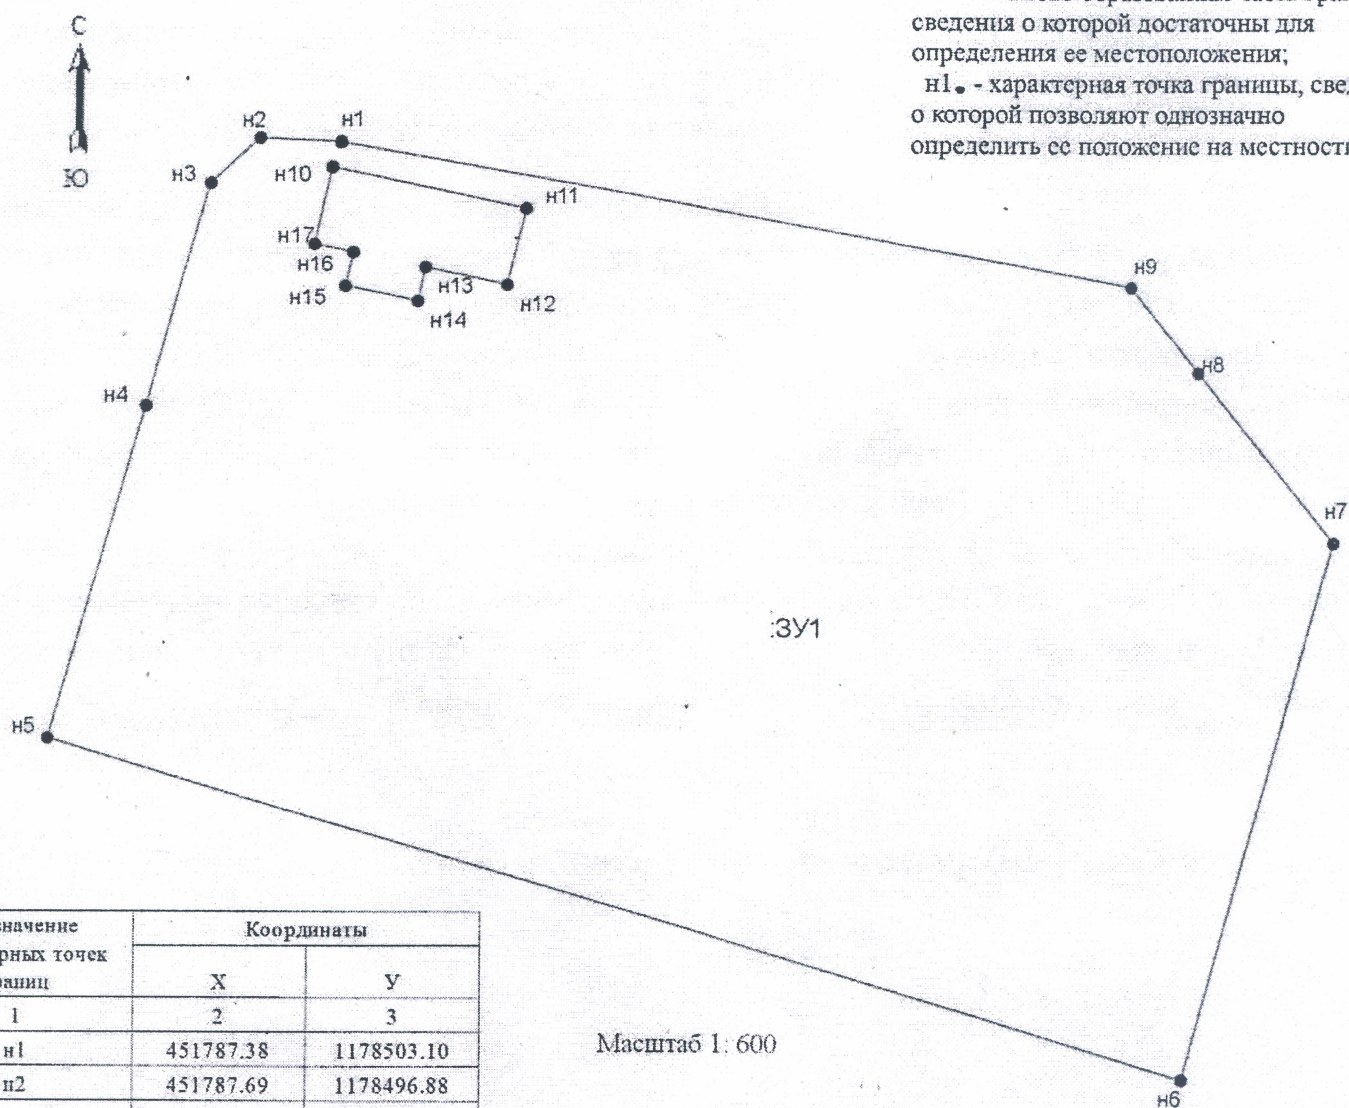 сведения о которой достаточны для
определения ее местоположения;
н1. - характерная точка границы,
о которой позволяют однозначно
определить ее положение на
С
Ю
н2
н1
н3
н10
н11
н17
н16
н13
н15
н12
н14
н9
н8
н4
н7
:ЗУ1
н5
Координаты
точек
Х
У
1
2
3
н1
451787.38
1178503.10
н2
451787.69
1178496.88
Масштаб 1: 600
н6